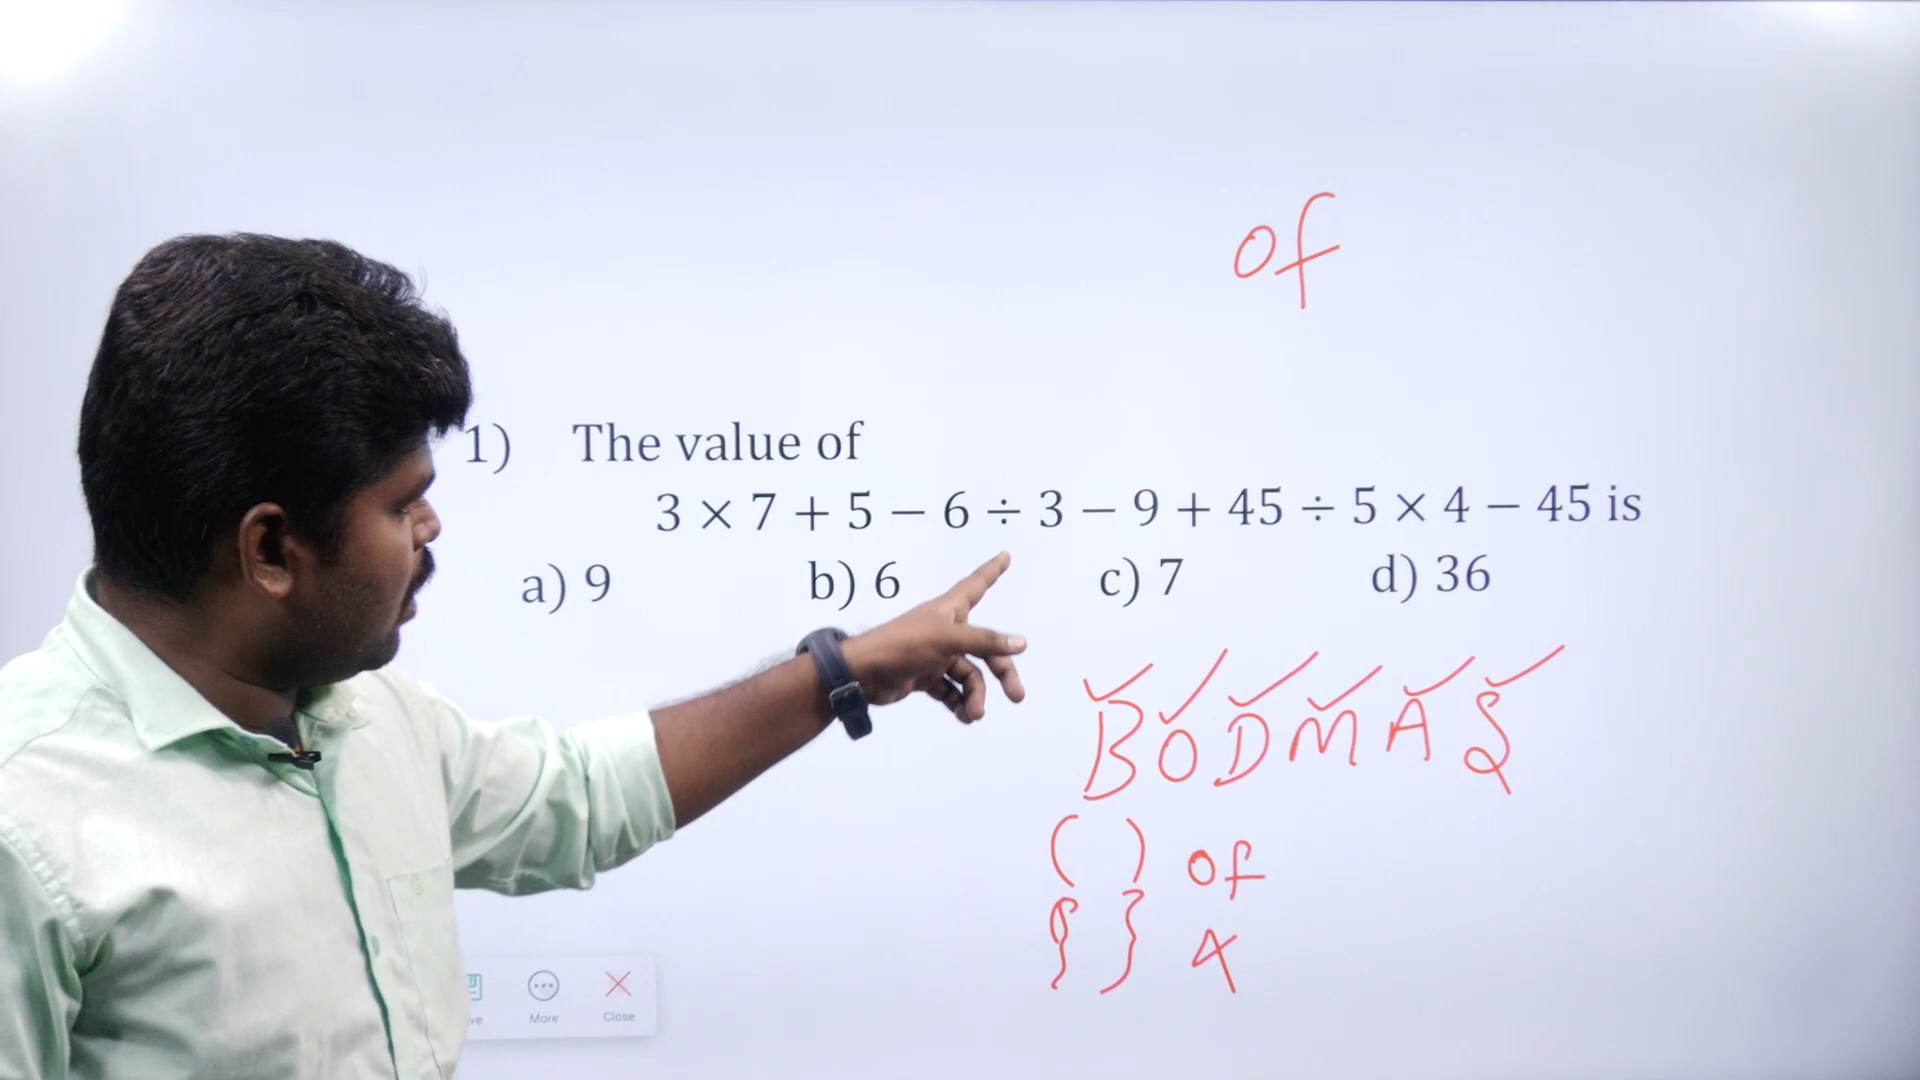 of
1) The value of
3 × 7 + 5 − 6 ÷ 3 − 9 + 45 ÷ 5 × 4 − 45 is
a) 9 b) 6 c) 7 d) 36
BODMAS
( ) of
{ }
More Close